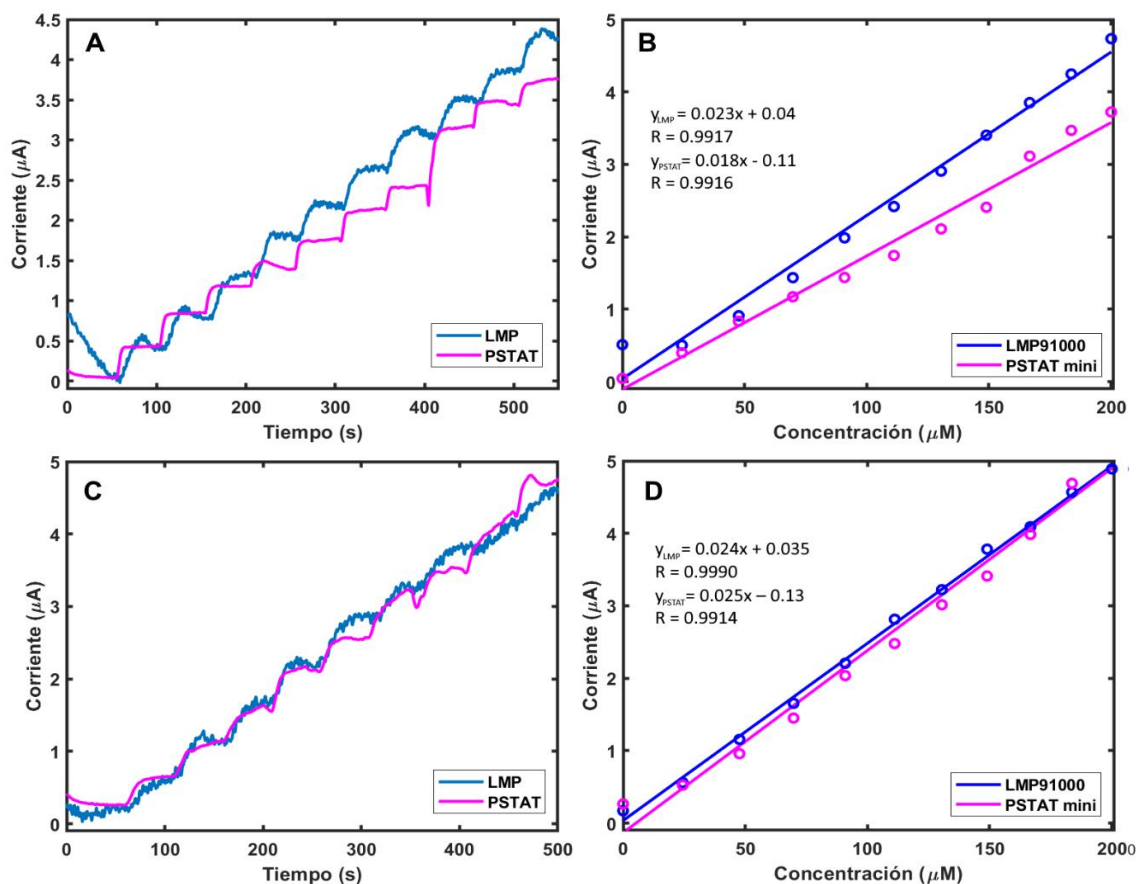 A
4.5
4
3.5
3
2.5
2
1.5
1
0.5
0
Corriente (μA)
0 100 200 300 400 500
Tiempo (s)
LMP
PSTAT
B
5
4
3
2
1
0
Corriente (μA)
yLMP = 0.023x + 0.04
R = 0.9917
yPSTAT = 0.018x - 0.11
R = 0.9916
LMP91000
PSTAT mini
0 50 100 150 200
Concentración (μM)
C
5
4
3
2
1
0
Corriente (μA)
LMP
PSTAT
0 100 200 300 400 500
Tiempo (s)
D
5
4
3
2
1
0
Corriente (μA)
yLMP = 0.024x + 0.035
R = 0.9990
yPSTAT = 0.025x – 0.13
R = 0.9914
LMP91000
PSTAT mini
0 50 100 150 2000
Concentración (μM)